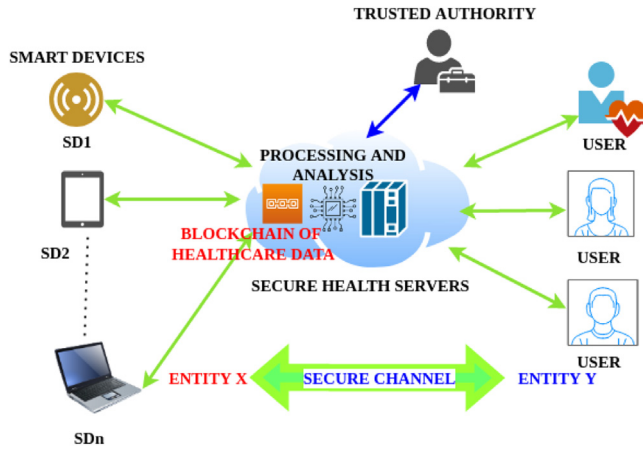 TRUSTED AUTHORITY
SMART DEVICES
SD1
USER
PROCESSING AND
ANALYSIS
BLOCKCHAIN OF
HEALTHCARE DATA
SD2
USER
SECURE HEALTH SERVERS
USER
ENTITY X
SECURE CHANNEL
ENTITY Y
SDn